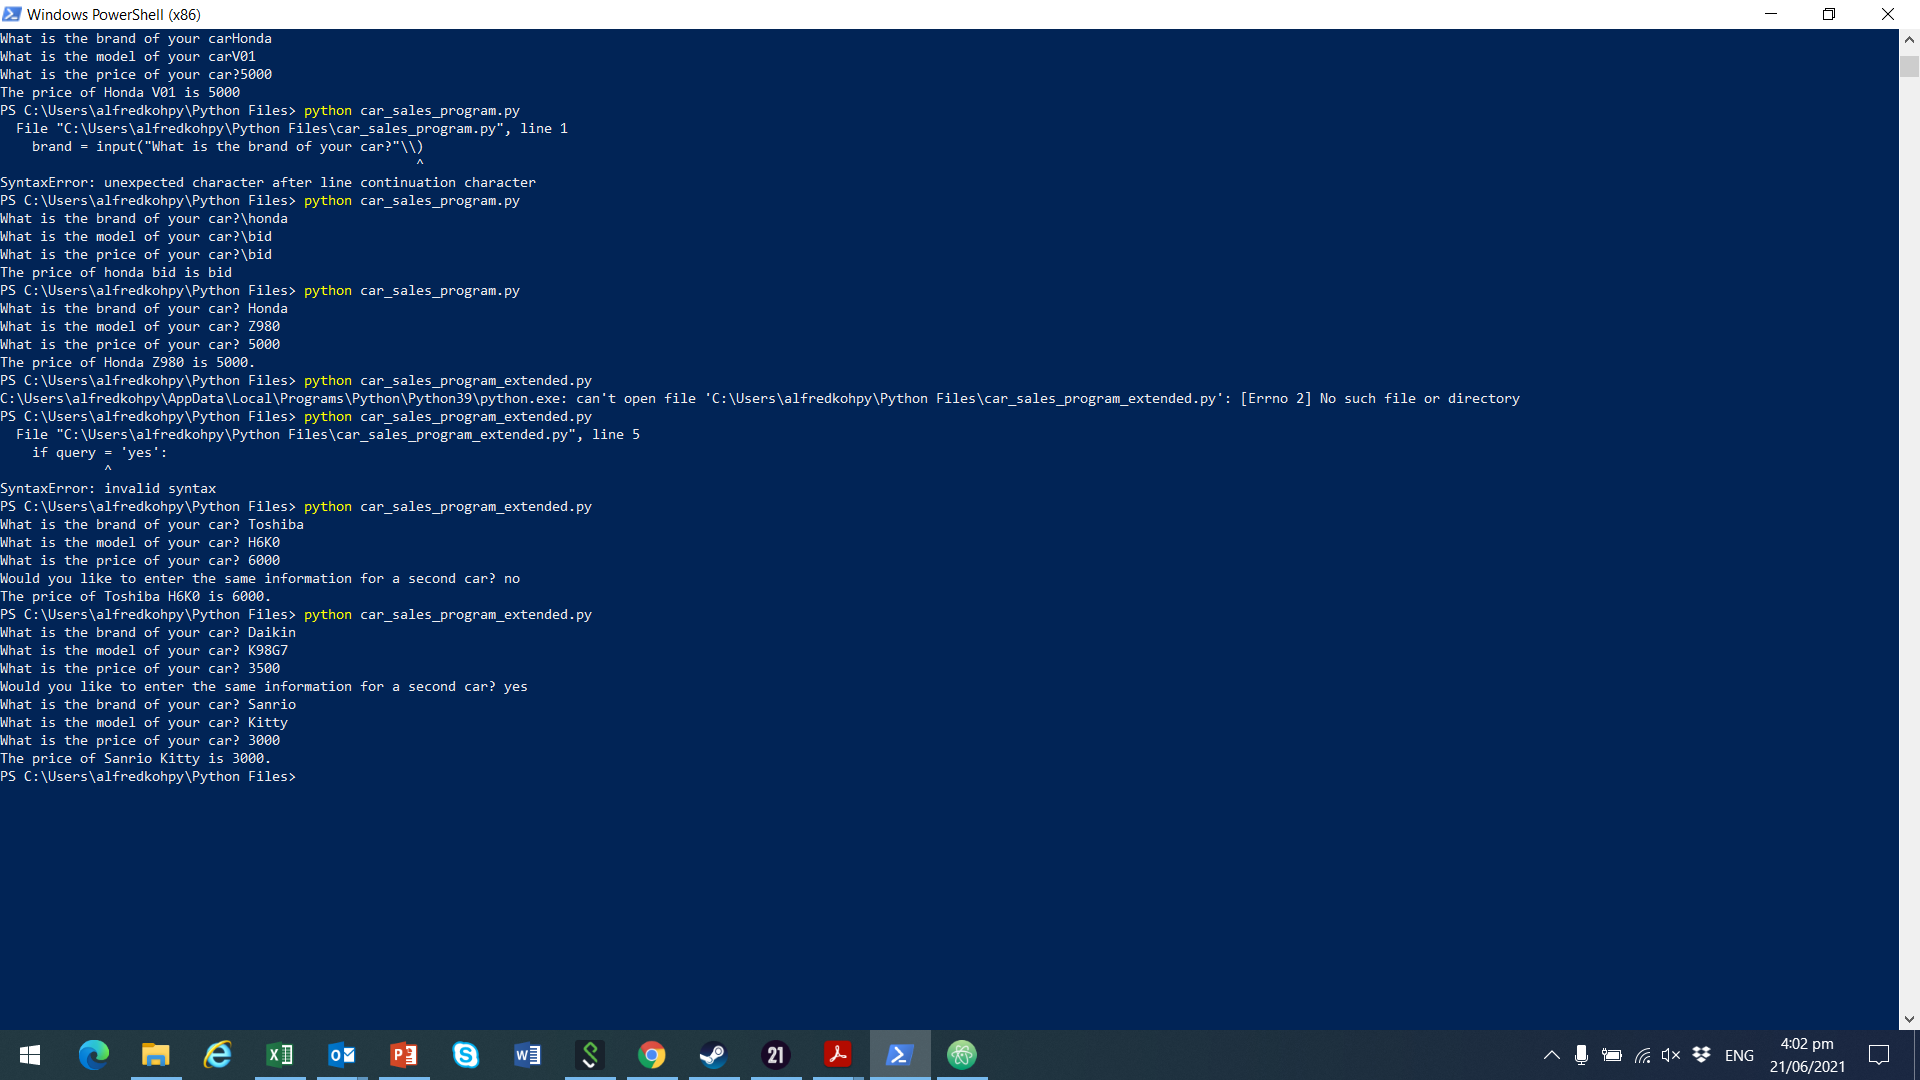 Windows PowerShell (x86)
What is the brand of your carHonda
What is the model of your carV01
What is the price of your car?5000
The price of Honda V01 is 5000
PS C:\Users\alfredkohpy\Python Files> python car_sales_program.py
  File "C:\Users\alfredkohpy\Python Files\car_sales_program.py", line 1
    brand = input("What is the brand of your car?"\\)
                                                    ^
SyntaxError: unexpected character after line continuation character
PS C:\Users\alfredkohpy\Python Files> python car_sales_program.py
What is the brand of your car?\honda
What is the model of your car?\bid
What is the price of your car?\bid
The price of honda bid is bid
PS C:\Users\alfredkohpy\Python Files> python car_sales_program.py
What is the brand of your car? Honda
What is the model of your car? Z980
What is the price of your car? 5000
The price of Honda Z980 is 5000.
PS C:\Users\alfredkohpy\Python Files> python car_sales_program_extended.py
C:\Users\alfredkohpy\AppData\Local\Programs\Python\Python39\python.exe: can't open file 'C:\Users\alfredkohpy\Python Files\car_sales_program_extended.py': [Errno 2] No such file or directory
PS C:\Users\alfredkohpy\Python Files> python car_sales_program_extended.py
  File "C:\Users\alfredkohpy\Python Files\car_sales_program_extended.py", line 5
    if query = 'yes':
             ^
SyntaxError: invalid syntax
PS C:\Users\alfredkohpy\Python Files> python car_sales_program_extended.py
What is the brand of your car? Toshiba
What is the model of your car? H6K0
What is the price of your car? 6000
Would you like to enter the same information for a second car? no
The price of Toshiba H6K0 is 6000.
PS C:\Users\alfredkohpy\Python Files> python car_sales_program_extended.py
What is the brand of your car? Daikin
What is the model of your car? K98G7
What is the price of your car? 3500
Would you like to enter the same information for a second car? yes
What is the brand of your car? Sanrio
What is the model of your car? Kitty
What is the price of your car? 3000
The price of Sanrio Kitty is 3000.
PS C:\Users\alfredkohpy\Python Files>
21
ENG
4:02 pm
21/06/2021